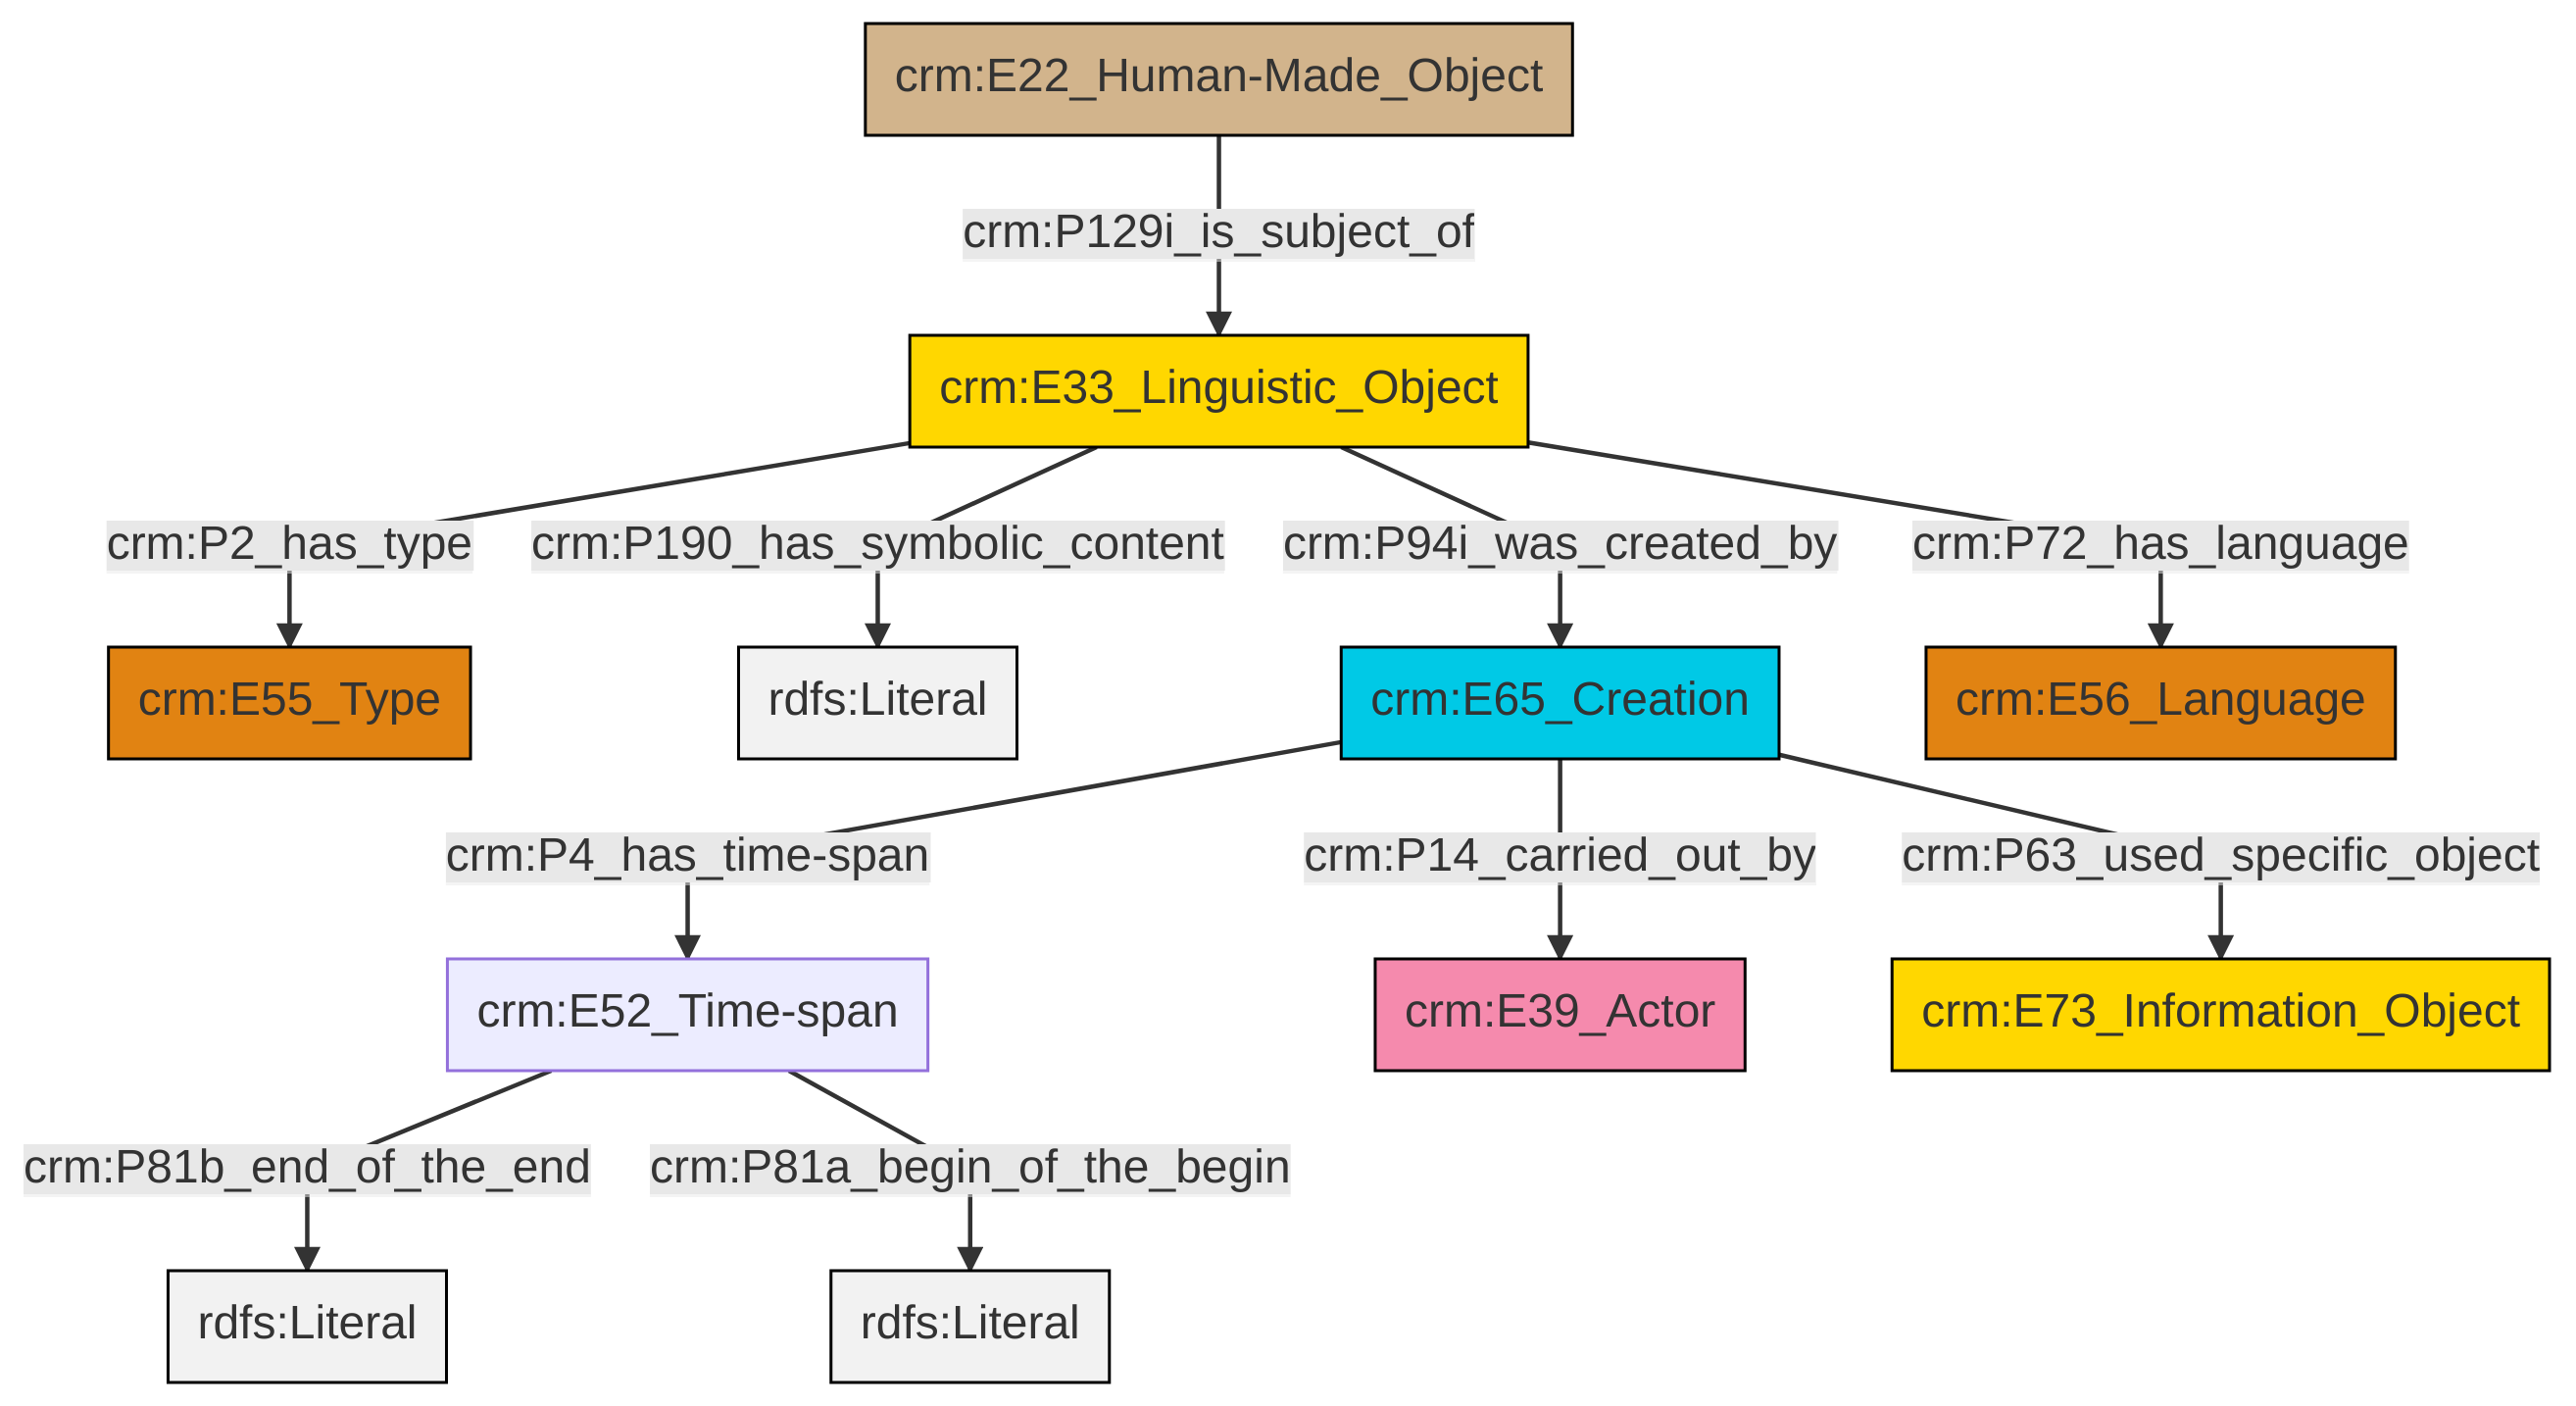 crm:E22_Human-Made_Object
crm:P129i_is_subject_of
crm:E33_Linguistic_Object
crm:P2_has_type
crm:P190_has_symbolic_content
crm:P94i_was_created_by
crm:P72_has_language
crm:E55_Type
rdfs:Literal
crm:E65_Creation
crm:E56_Language
crm:P4_has_time-span
crm:P14_carried_out_by
crm:P63_used_specific_object
crm:E52_Time-span
crm:E39_Actor
crm:E73_Information_Object
crm:P81b_end_of_the_end
crm:P81a_begin_of_the_begin
rdfs:Literal
rdfs:Literal